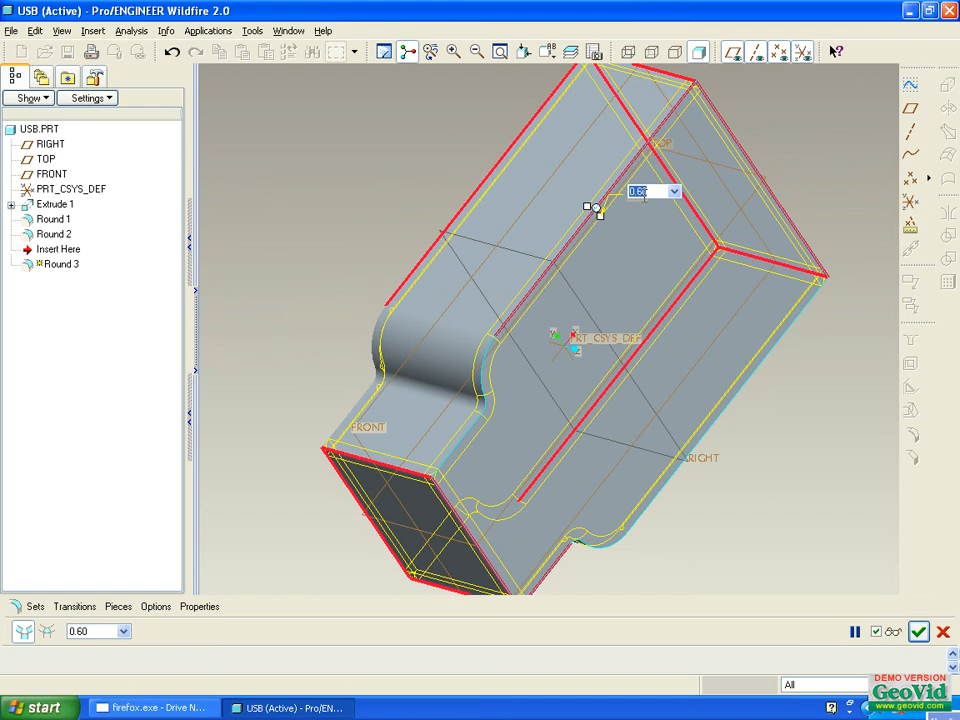 USB (Active) - Pro/ENGINEER Wildfire 2.0
File Edit View Insert Analysis Info Applications Tools Window Help
Show Settings
USB.PRT
RIGHT
TOP
FRONT
PRT_CSYS_DEF
Extrude 1
Round 1
Round 2
Insert Here
Round 3
TOP
0.60
PRT_CSYS_DEF
FRONT
RIGHT
Sets Transitions Pieces Options Properties
0.60
All
DEMO VERSION
GeoVid
www.geovid.com
start
firefox.exe - Drive N...
USB (Active) - Pro/EN...